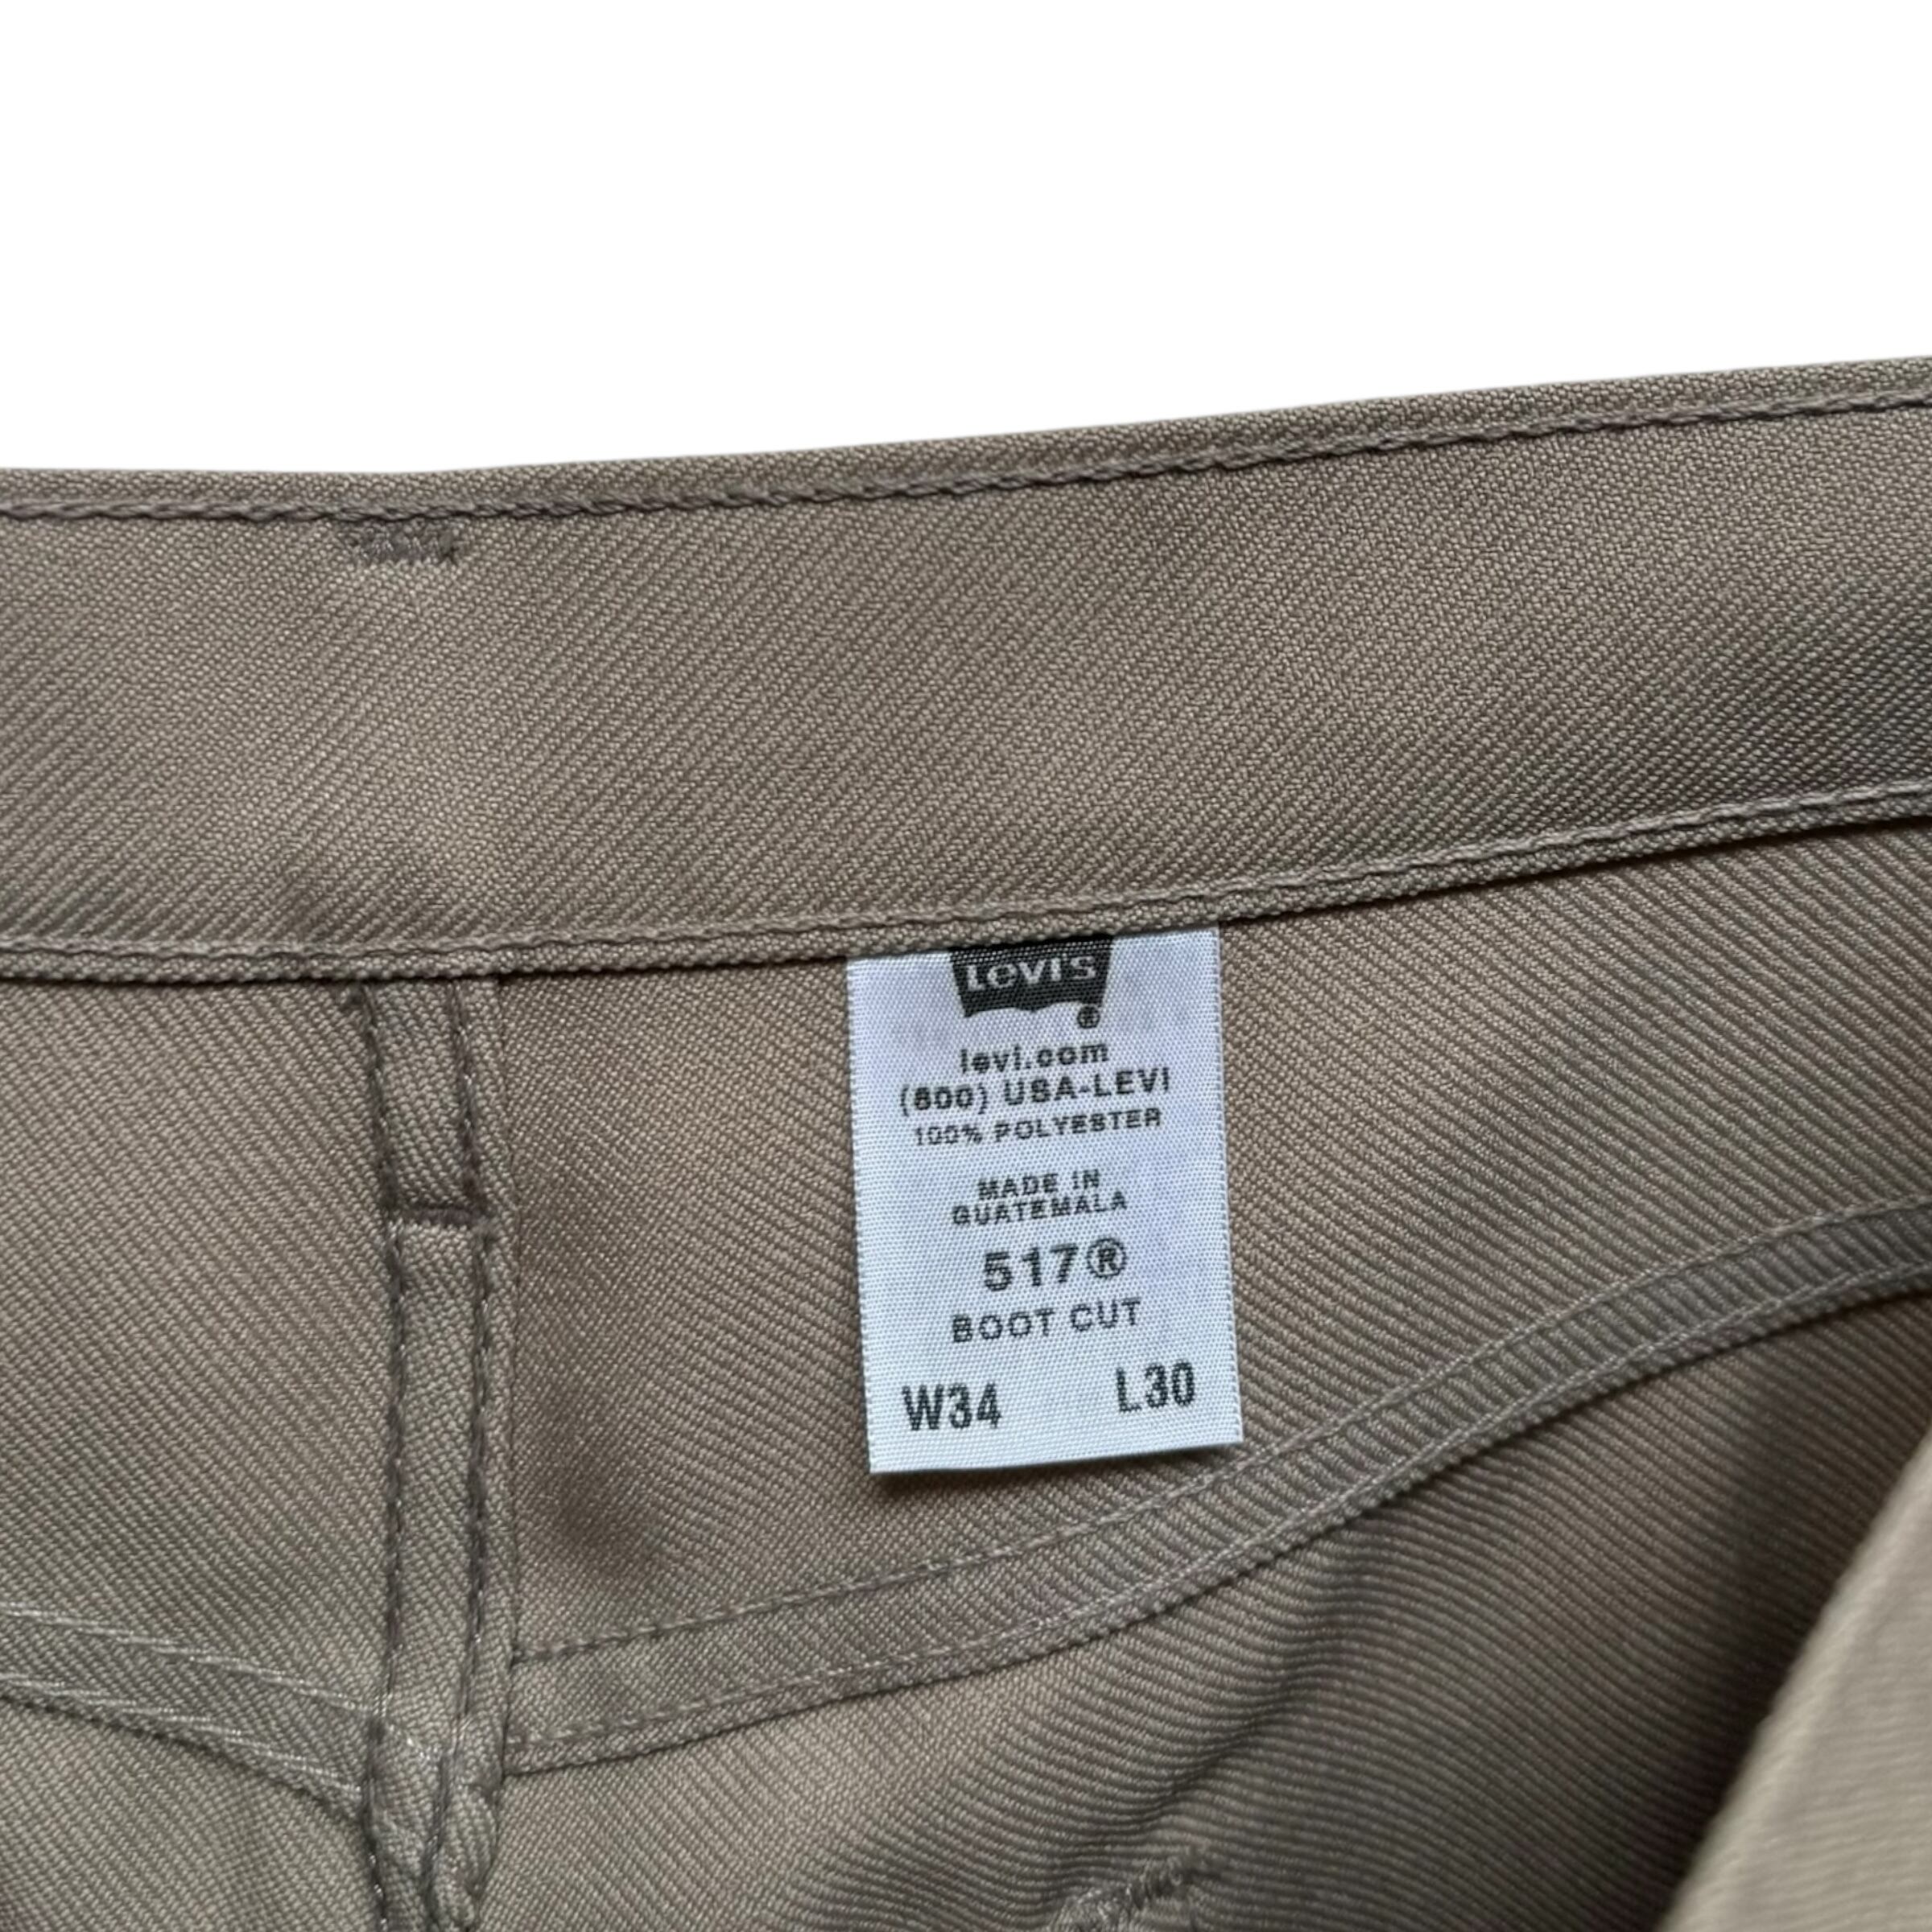 Levi's
®
levi.com
(800) USA-LEVI
100% POLYESTER
MADE IN
GUATEMALA
517®
BOOT CUT
W34 L30